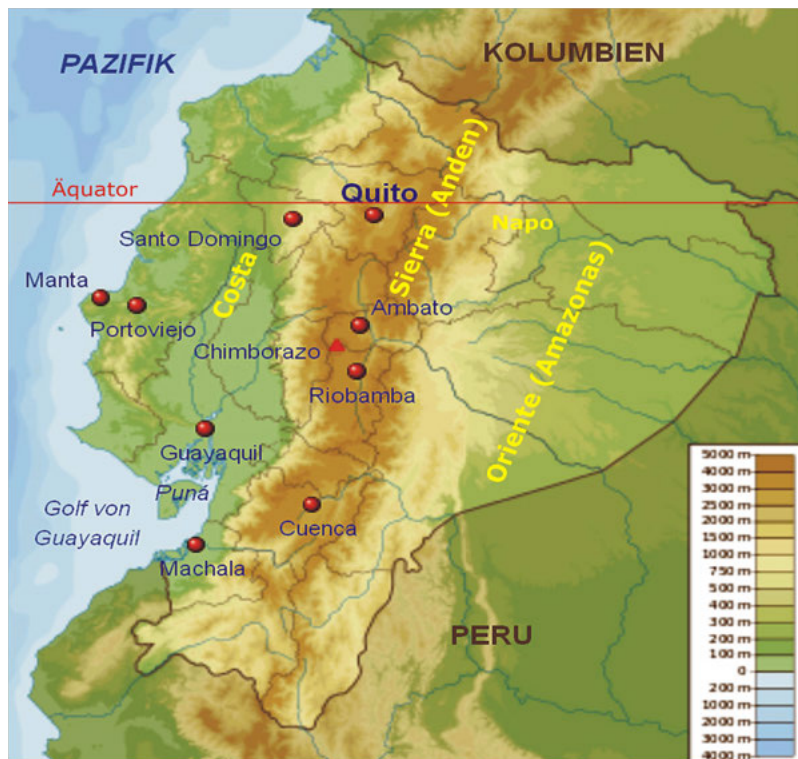 KOLUMBIEN
PAZIFIK
Äquator
Quito
Sierra (Anden)
Napo
Santo Domingo
Costa
Manta
Portoviejo
Ambato
Chimborazo
Riobamba
Oriente (Amazonas)
Guayaquil
Puná
Golf von
Guayaquil
Cuenca
Machala
PERU
5000 m
4000 m
3000 m
2500 m
2000 m
1500 m
1000 m
750 m
500 m
400 m
300 m
200 m
100 m
0
200 m
1000 m
2000 m
3000 m
4000 m